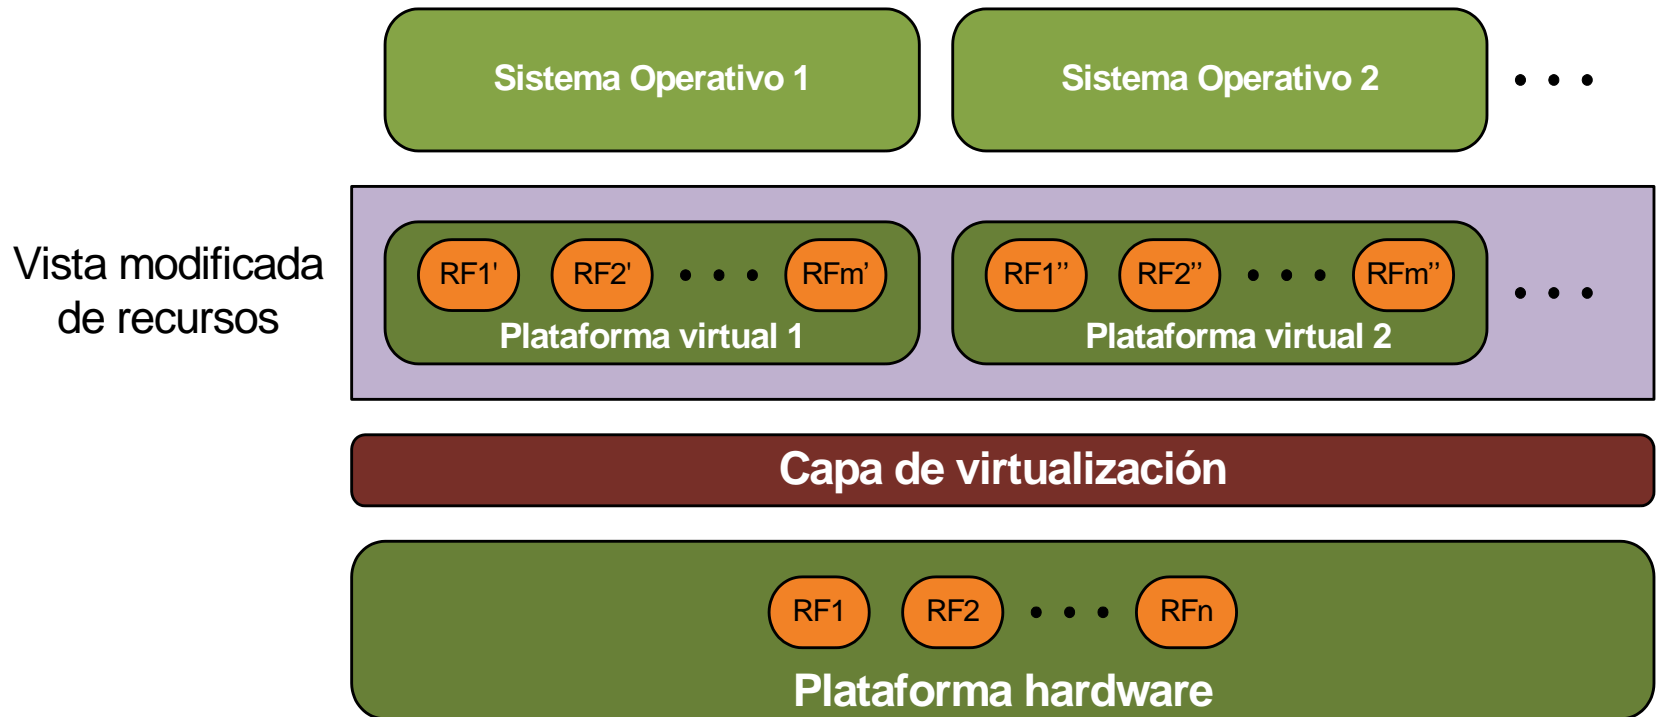 Sistema Operativo 1
Sistema Operativo 2
• • •
Vista modificada
de recursos
RF1'
RF2'
• • •
RFm’
Plataforma virtual 1
RF1’’
RF2’’
• • •
RFm’’
Plataforma virtual 2
• • •
Capa de virtualización
RF1
RF2
• • •
RFn
Plataforma hardware